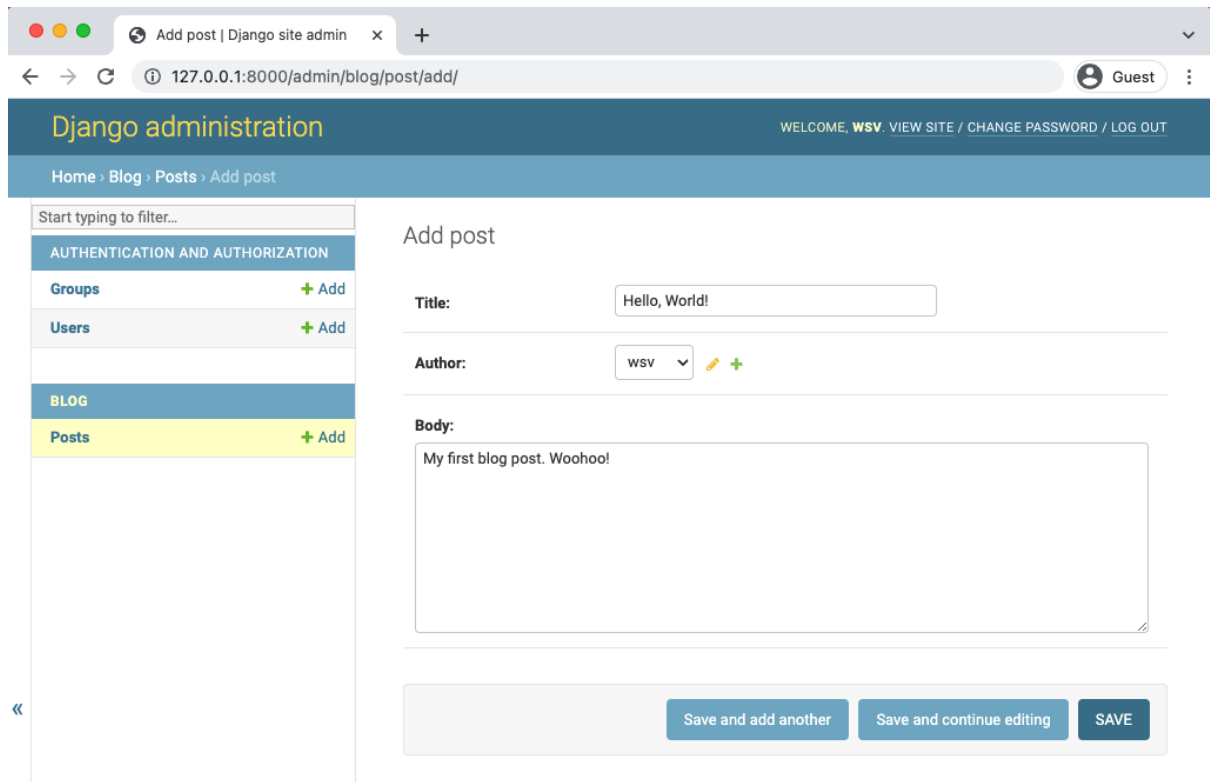 Add post | Django site admin
127.0.0.1:8000/admin/blog/post/add/
Guest
Django administration
WELCOME, WSV. VIEW SITE / CHANGE PASSWORD / LOG OUT
Home › Blog › Posts › Add post
Start typing to filter...
AUTHENTICATION AND AUTHORIZATION
Groups + Add
Users + Add
BLOG
Posts + Add
Add post
Title: Hello, World!
Author: wsv
Body:
My first blog post. Woohoo!
Save and add another Save and continue editing SAVE
«